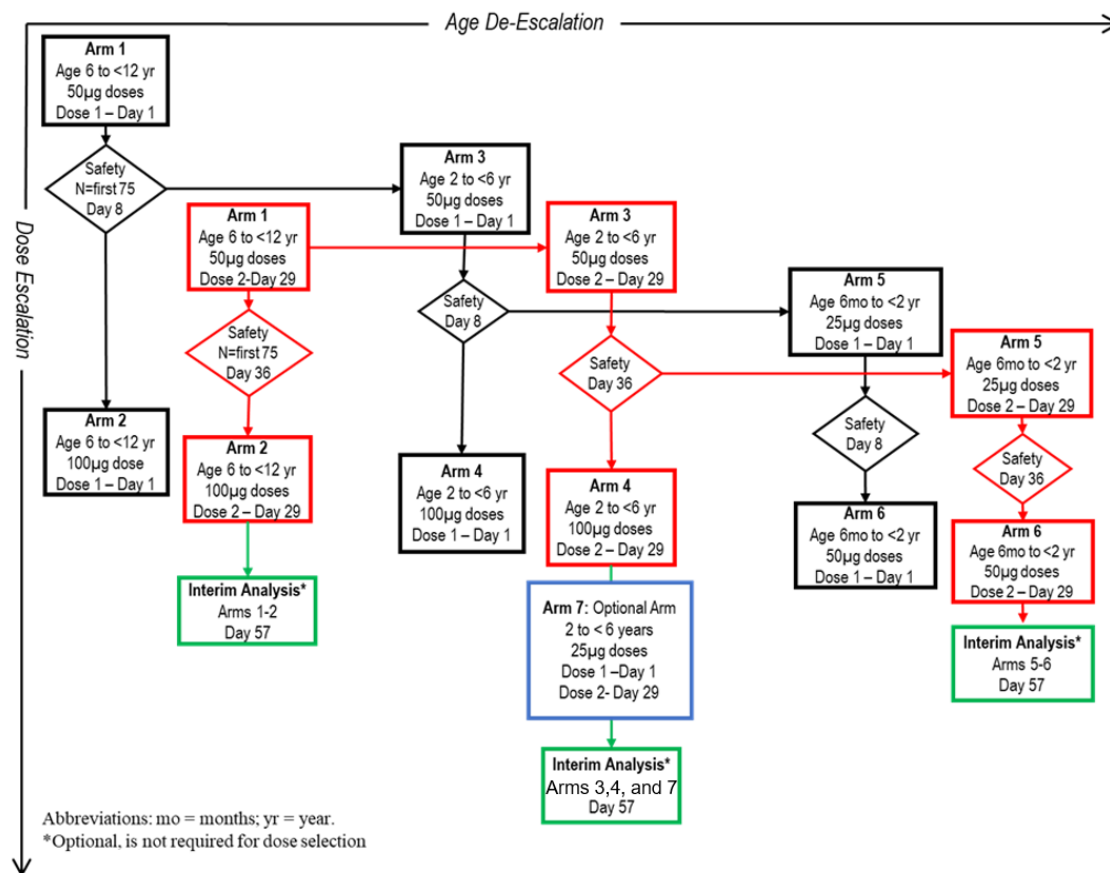 Age De-Escalation
Dose Escalation
Arm 1
Age 6 to <12 yr
50µg doses
Dose 1 – Day 1
Safety
N=first 75
Day 8
Arm 2
Age 6 to <12 yr
100µg dose
Dose 1 – Day 1
Arm 1
Age 6 to <12 yr
50µg doses
Dose 2-Day 29
Safety
N=first 75
Day 36
Arm 2
Age 6 to <12 yr
100µg doses
Dose 2 – Day 29
Interim Analysis*
Arms 1-2
Day 57
Arm 3
Age 2 to <6 yr
50µg doses
Dose 1 – Day 1
Safety
Day 8
Arm 4
Age 2 to <6 yr
100µg doses
Dose 1 – Day 1
Arm 3
Age 2 to <6 yr
50µg doses
Dose 2 – Day 29
Safety
Day 36
Arm 4
Age 2 to <6 yr
100µg doses
Dose 2 – Day 29
Arm 7: Optional Arm
2 to < 6 years
25µg doses
Dose 1 –Day 1
Dose 2- Day 29
Interim Analysis*
Arms 3,4, and 7
Day 57
Arm 5
Age 6mo to <2 yr
25µg doses
Dose 1 – Day 1
Safety
Day 8
Arm 6
Age 6mo to <2 yr
50µg doses
Dose 1 – Day 1
Arm 5
Age 6mo to <2 yr
25µg doses
Dose 2 – Day 29
Safety
Day 36
Arm 6
Age 6mo to <2 yr
50µg doses
Dose 2 – Day 29
Interim Analysis*
Arms 5-6
Day 57
Abbreviations: mo = months; yr = year.
*Optional, is not required for dose selection